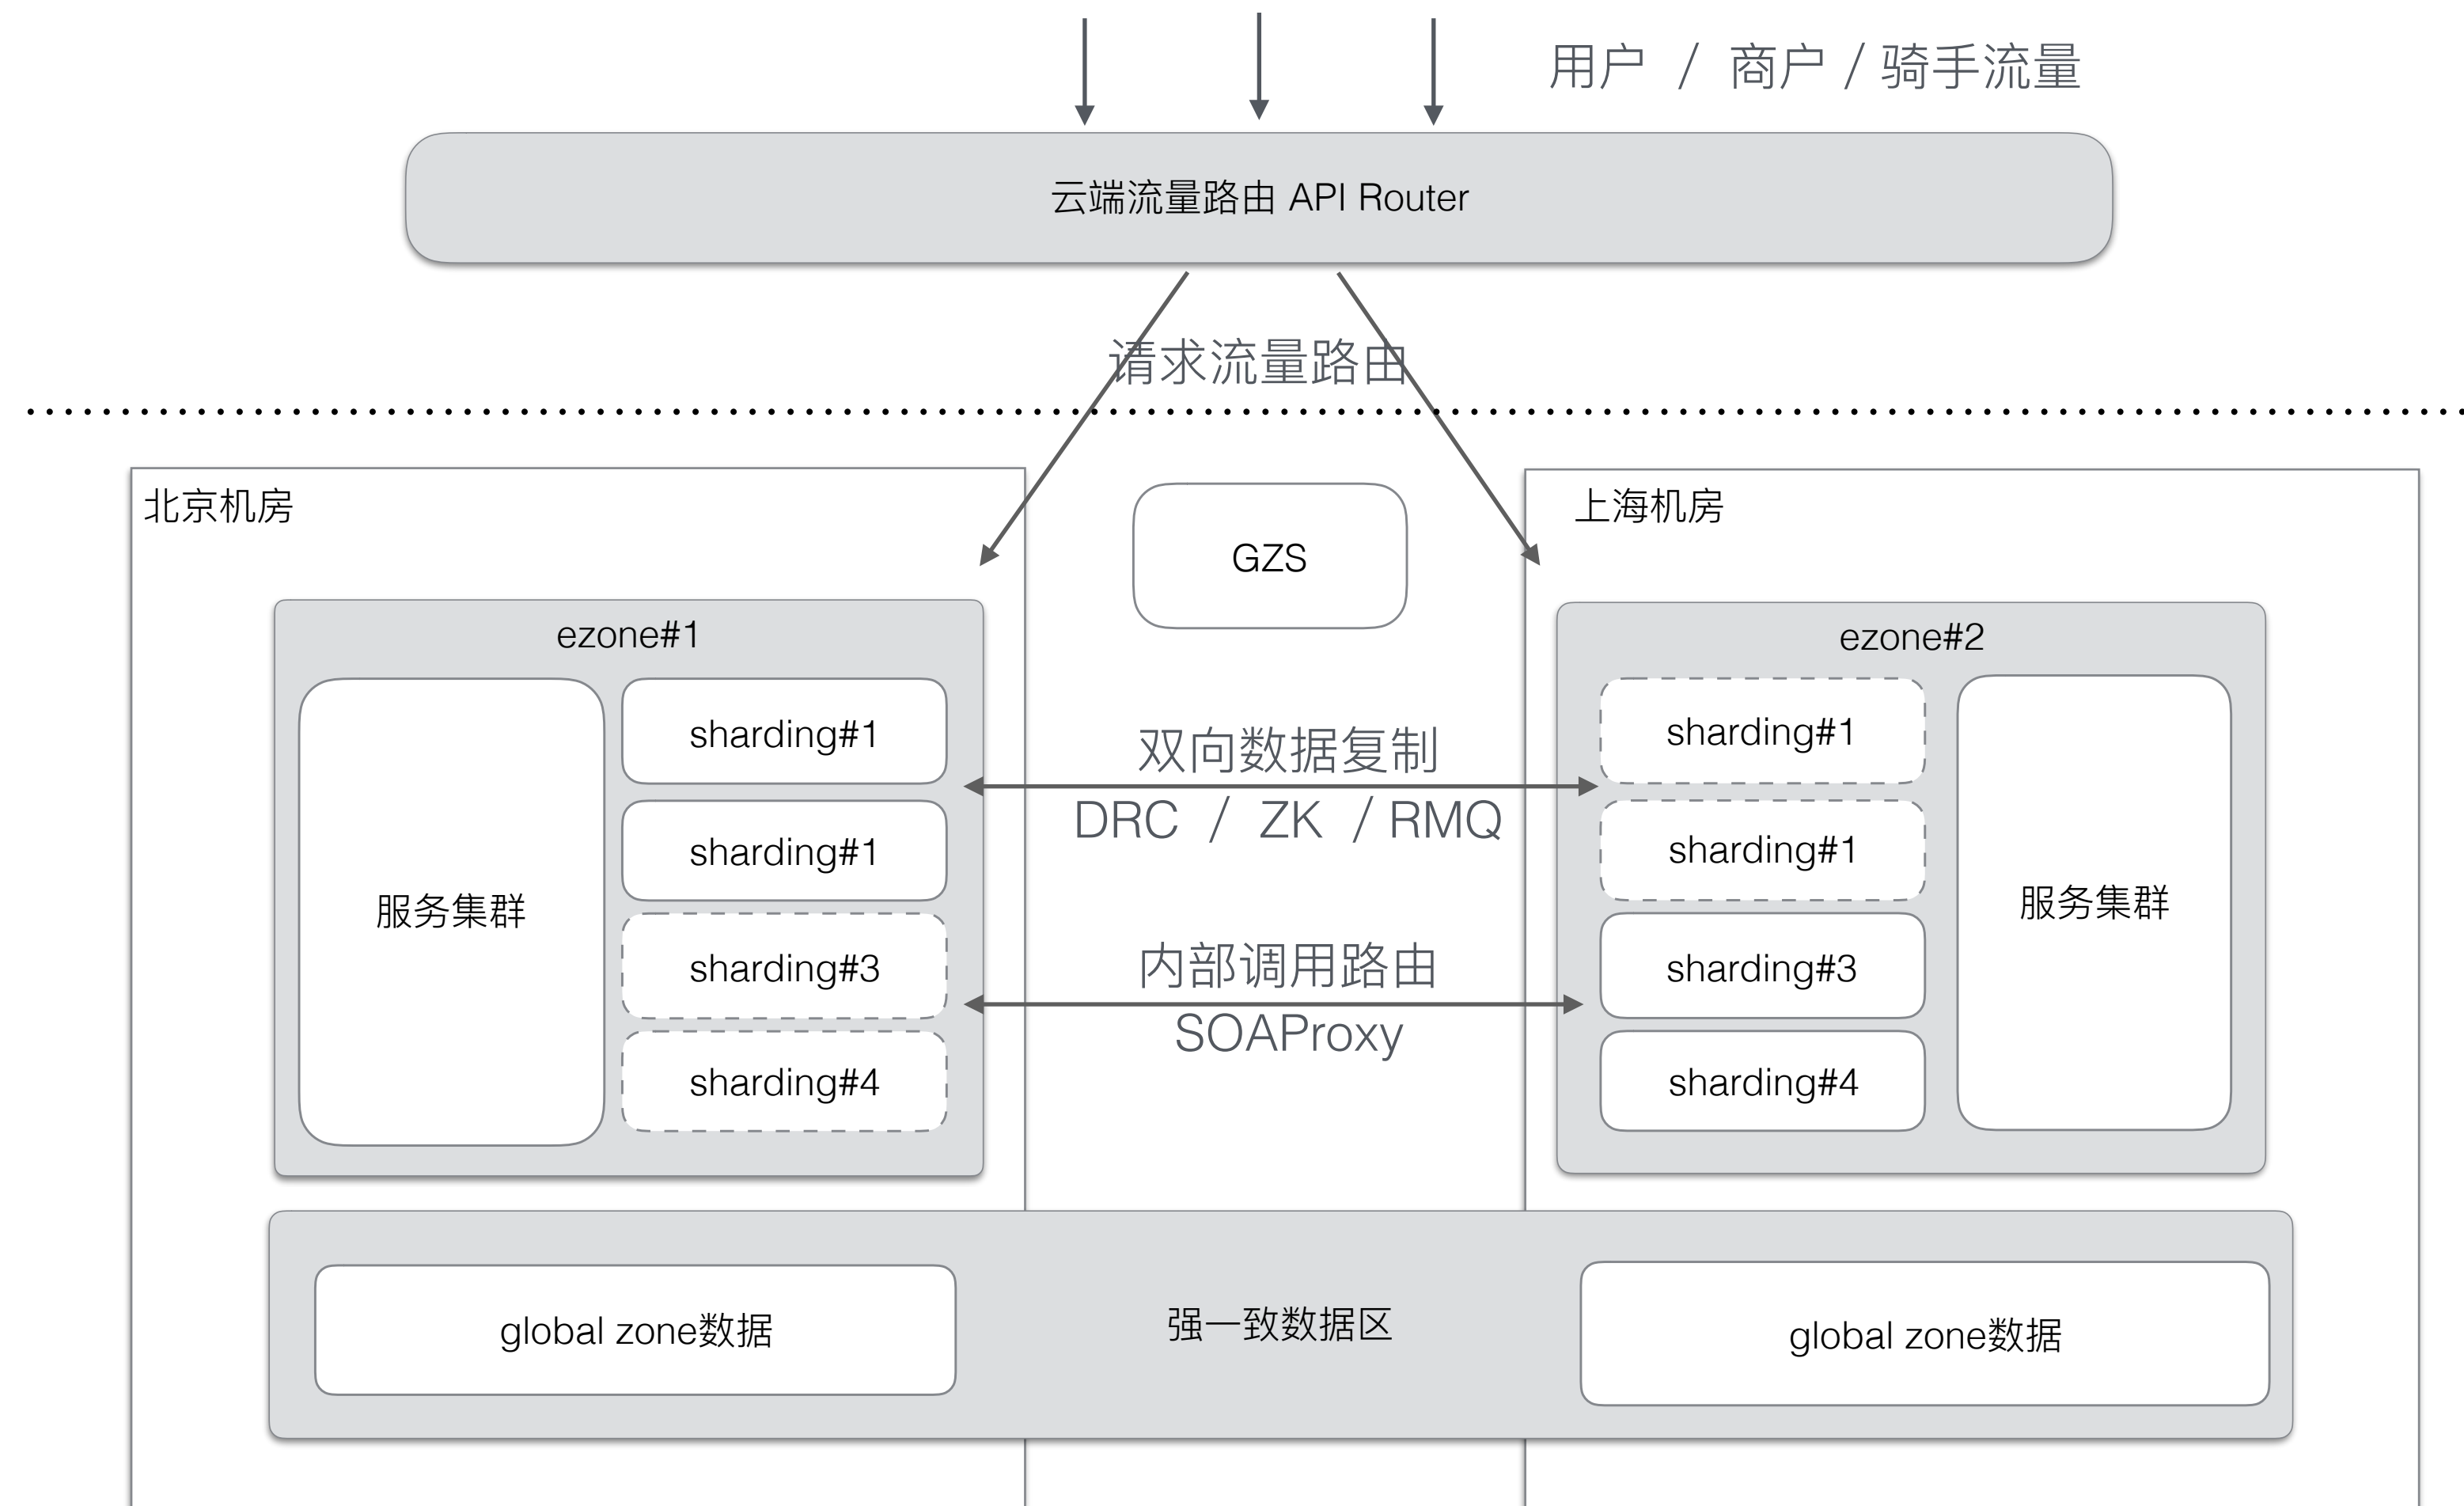 用户 / 商户 / 骑手流量
云端流量路由 API Router
请求流量路由
北京机房
GZS
上海机房
ezone#1
服务集群
sharding#1
sharding#1
sharding#3
sharding#4
双向数据复制
DRC / ZK / RMQ
内部调用路由
SOAProxy
ezone#2
sharding#1
sharding#1
sharding#3
sharding#4
服务集群
global zone数据
强一致数据区
global zone数据